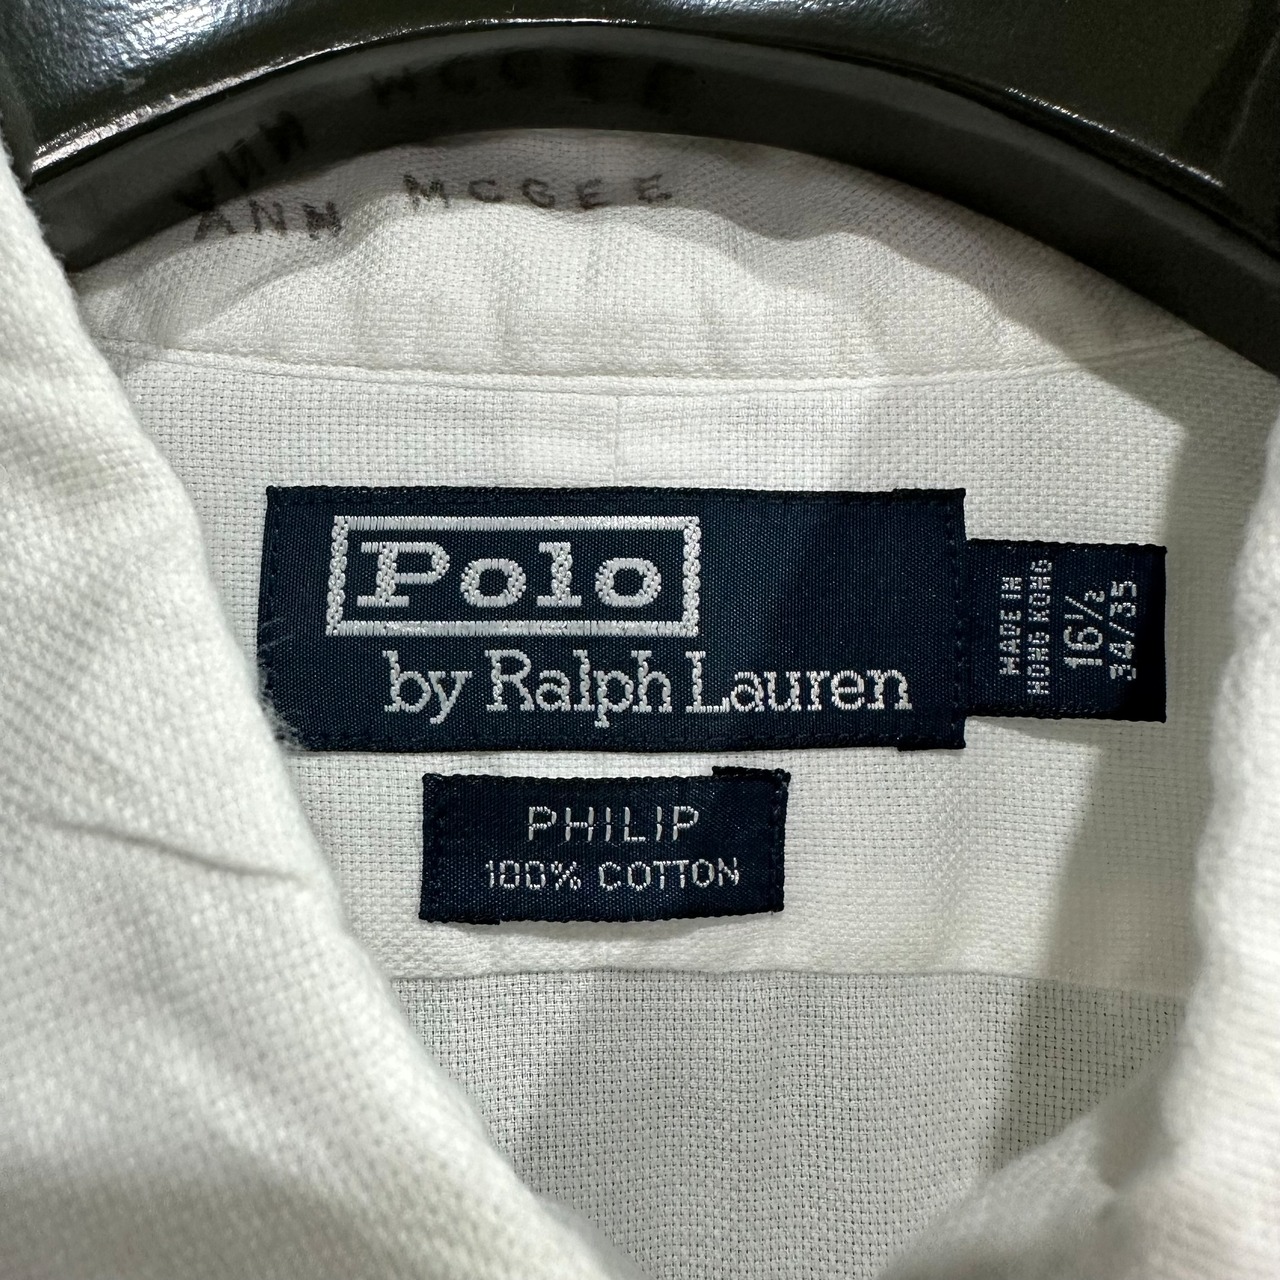 ANN MCGEE
Polo
by Ralph Lauren
MADE IN
HONG KONG
16½
34/35
PHILIP
100% COTTON